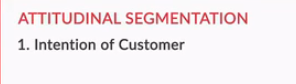 ATTITUDINAL SEGMENTATION
1. Intention of Customer